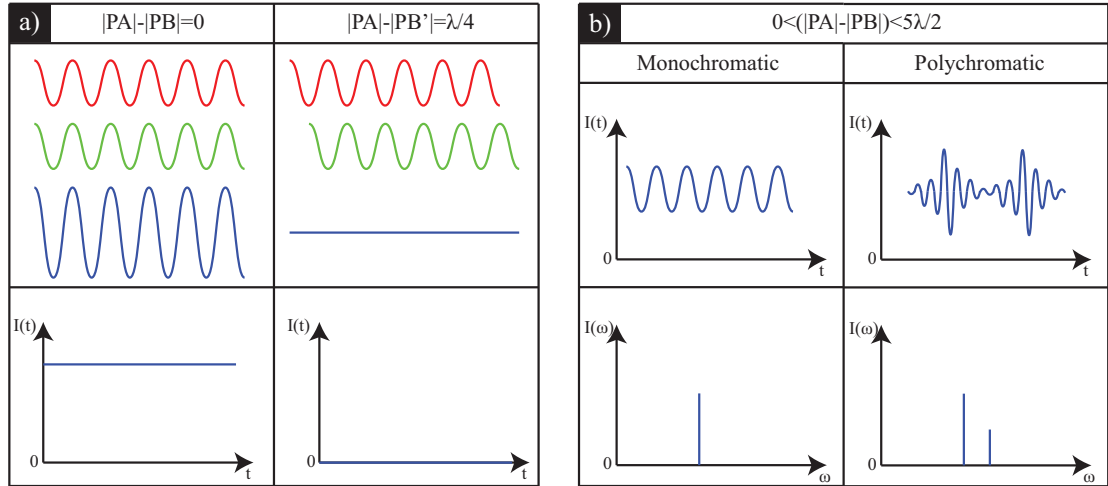 a)
|PA|-|PB|=0
|PA|-|PB’|=λ/4
I(t)
0
t
I(t)
0
t
b)
0<(|PA|-|PB|)<5λ/2
Monochromatic
Polychromatic
I(t)
0
t
I(t)
0
t
I(ω)
0
ω
I(ω)
0
ω